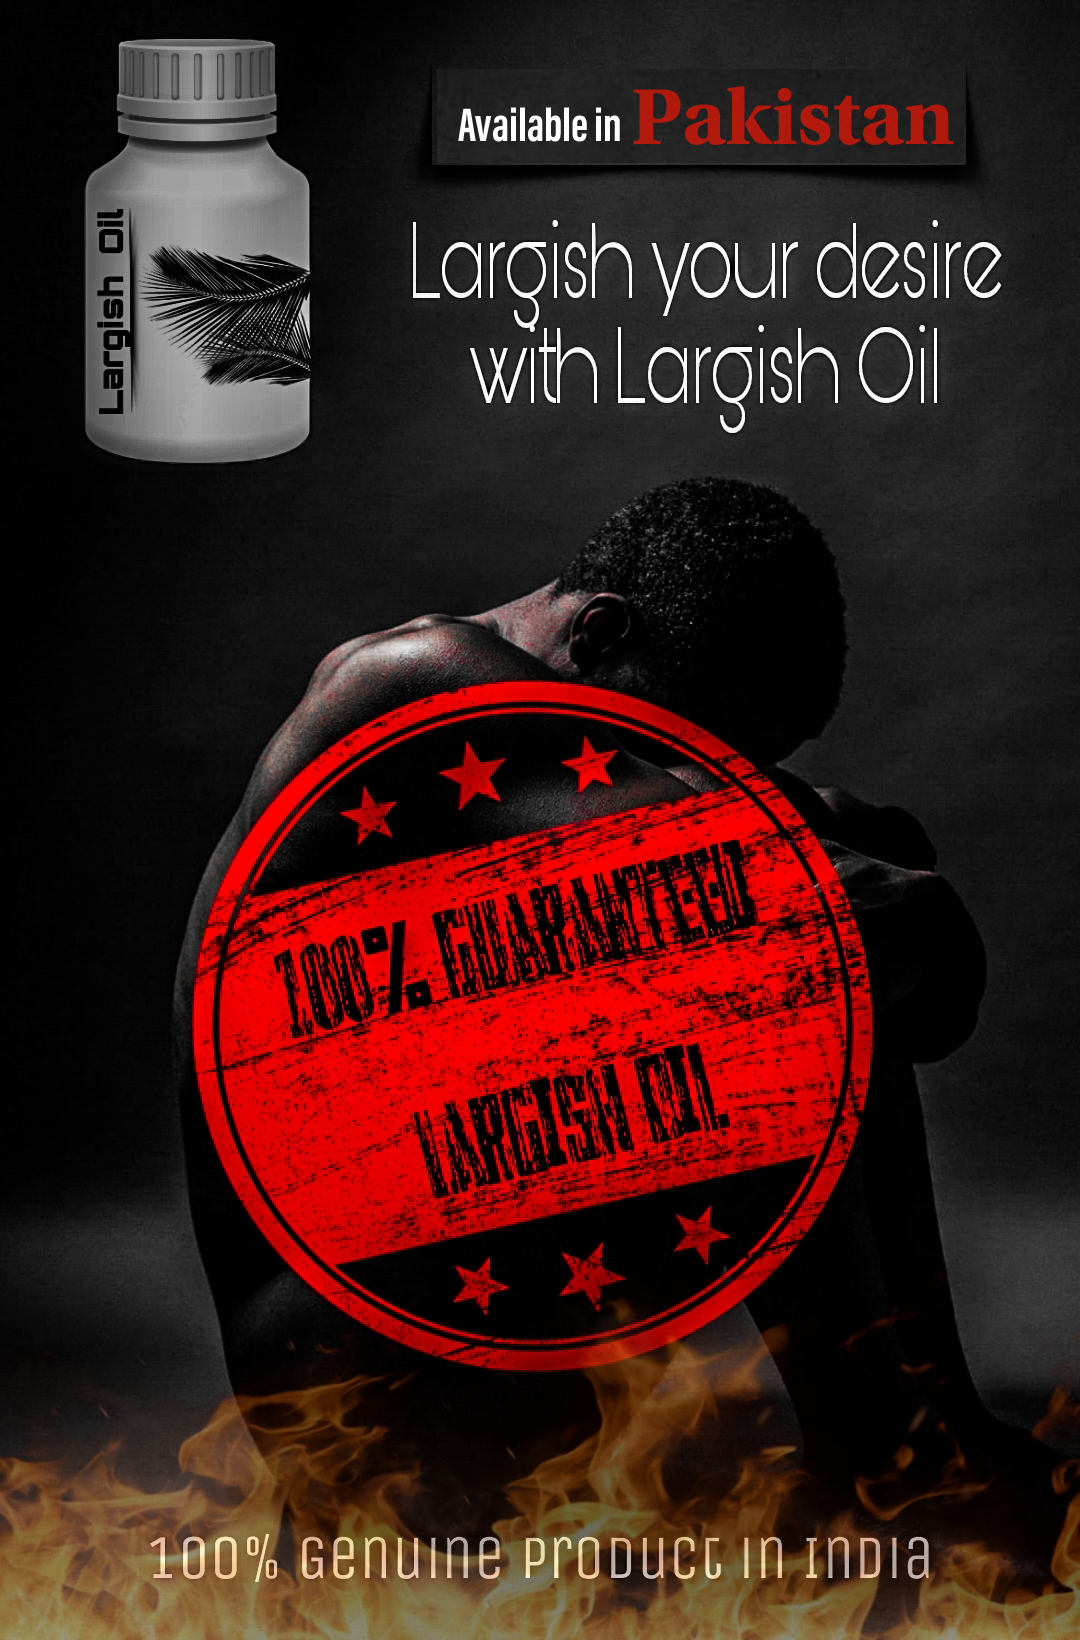 Largish Oil
Available in Pakistan
Largish your desire
with Largish Oil
100% GUARANTEED
LARGISH OIL
100% Genuine Product in India